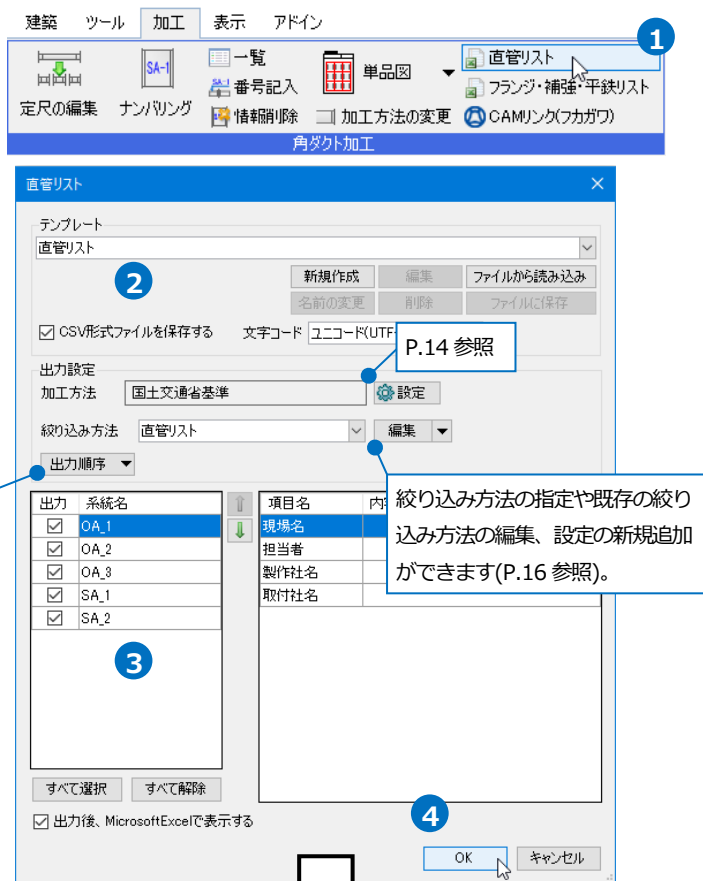 建築 ツール 加工 表示 アドイン
1
定尺の編集
SA-1
ナンバリング
一覧
番号記入
情報削除
単品図
加工方法の変更
直管リスト
フランジ・補強・平鉄リスト
CAMリンク(フカガワ)
角ダクト加工
直管リスト
テンプレート
直管リスト
2
新規作成 編集 ファイルから読み込み
名前の変更 削除 ファイルに保存
CSV形式ファイルを保存する 文字コード ユニコード(UTF
P.14 参照
出力設定
加工方法 国土交通省基準 設定
絞り込み方法 直管リスト 編集
出力順序
絞り込み方法の指定や既存の絞り
込み方法の編集、設定の新規追加
ができます(P.16 参照)。
出力 系統名
OA_1
OA_2
OA_3
SA_1
SA_2
項目名
現場名
担当者
製作社名
取付社名
3
すべて選択 すべて解除
出力後、MicrosoftExcelで表示する
4
OK キャンセル